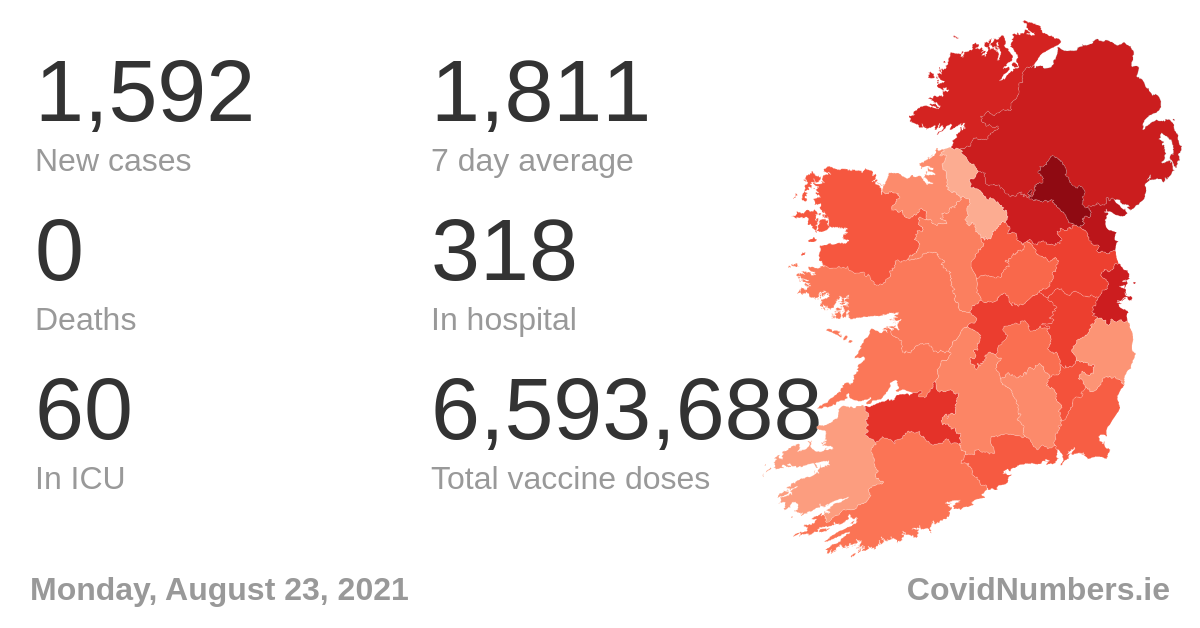 1,592
New cases
1,811
7 day average
0
Deaths
318
In hospital
60
In ICU
6,593,688
Total vaccine doses
Monday, August 23, 2021
CovidNumbers.ie